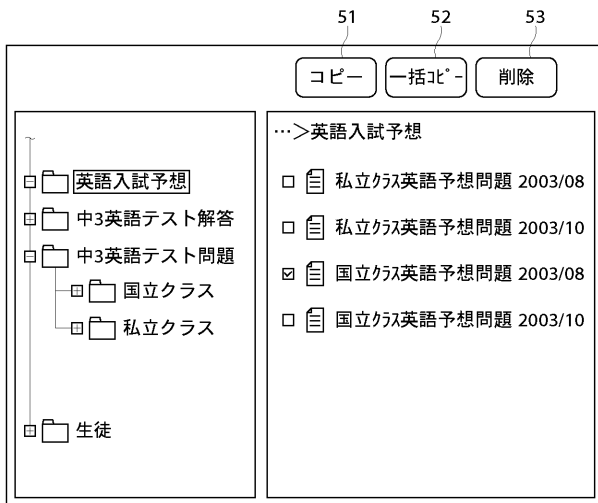 51 52 53
コピー 一括ｺﾋﾟｰ 削除
英語入試予想
中3英語テスト解答
中3英語テスト問題
国立クラス
私立クラス
生徒
…＞英語入試予想
私立ｸﾗｽ英語予想問題 2003/08
私立ｸﾗｽ英語予想問題 2003/10
国立ｸﾗｽ英語予想問題 2003/08
国立ｸﾗｽ英語予想問題 2003/10